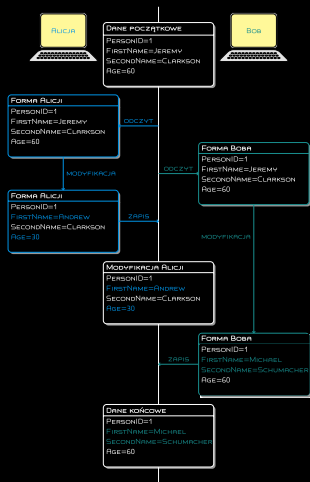 Alicja
Bob
Dane początkowe
PersonID=1
FirstName=Jeremy
SecondName=Clarkson
Age=60
Forma Alicji
PersonID=1
FirstName=Jeremy
SecondName=Clarkson
Age=60
odczyt
odczyt
Forma Boba
PersonID=1
FirstName=Jeremy
SecondName=Clarkson
Age=60
modyfikacja
Forma Alicji
PersonID=1
FirstName=Andrew
SecondName=Clarkson
Age=30
zapis
modyfikacja
Modyfikacja Alicji
PersonID=1
FirstName=Andrew
SecondName=Clarkson
Age=30
Forma Boba
PersonID=1
FirstName=Michael
SecondName=Schumacher
Age=60
zapis
Dane końcowe
PersonID=1
FirstName=Michael
SecondName=Schumacher
Age=60